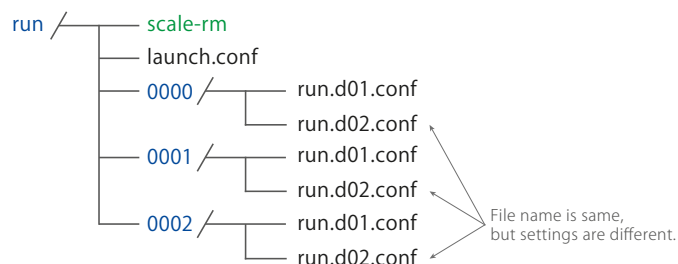 run
scale-rm
launch.conf
0000
run.d01.conf
run.d02.conf
0001
run.d01.conf
run.d02.conf
0002
run.d01.conf
run.d02.conf
File name is same,
but settings are different.